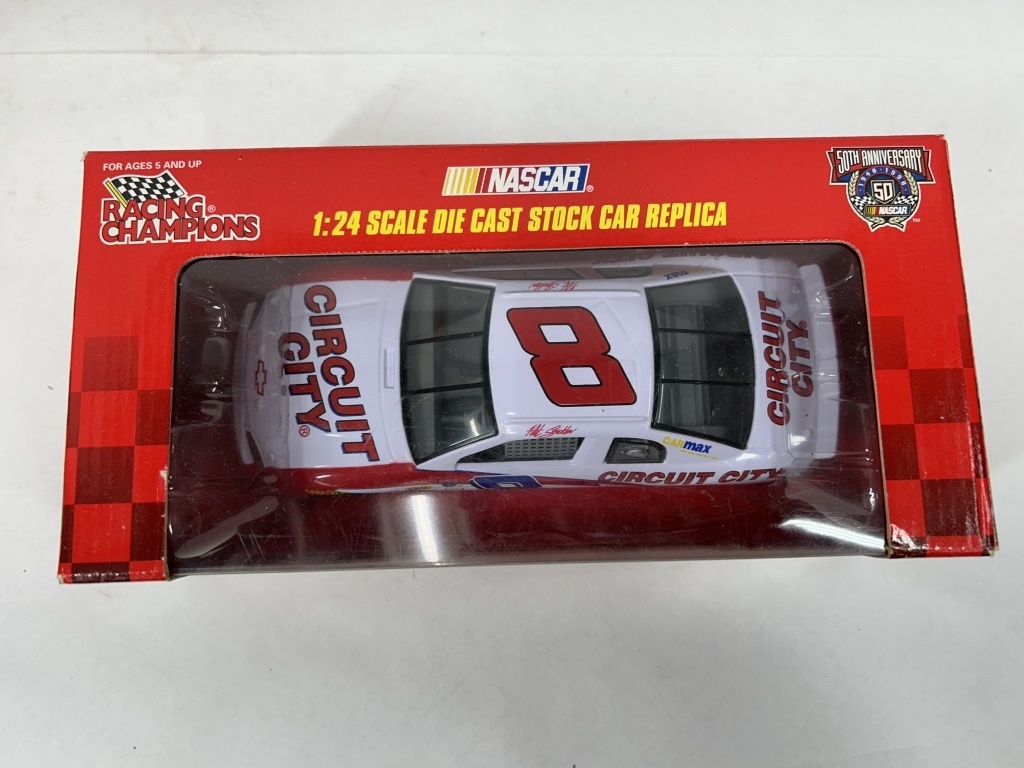 FOR AGES 5 AND UP
RACING®
CHAMPIONS
NASCAR®
1:24 SCALE DIE CAST STOCK CAR REPLICA
50TH ANNIVERSARY
50
NASCAR
TM
CIRCUIT
CITY®
8
CIRCUIT
CITY®
CARmax
CIRCUIT CITY